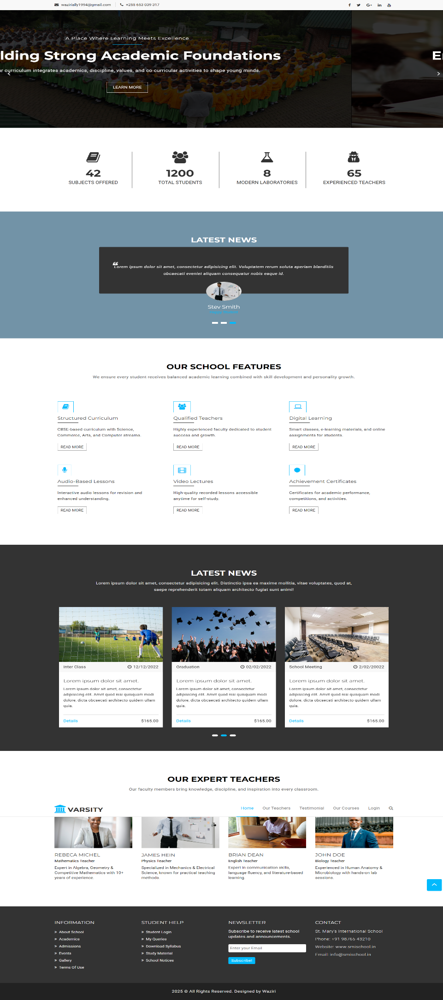 wazirially1994@gmail.com
+255 653 039 317
A Place Where Learning Meets Excellence
lding Strong Academic Foundations
r curriculum integrates academics, discipline, values, and co-curricular activities to shape young minds.
LEARN MORE
42
SUBJECTS OFFERED
1200
TOTAL STUDENTS
8
MODERN LABORATORIES
65
EXPERIENCED TEACHERS
LATEST NEWS
Lorem ipsum dolor sit amet, consectetur adipisicing elit. Voluptatem rerum soluta aperiam blanditiis
obcaecati eveniet aliquam consequatur nobis eaque id.
Stev Smith
OUR SCHOOL FEATURES
We ensure every student receives balanced academic learning combined with skill development and personality growth.
Structured Curriculum
CBSE-based curriculum with Science,
Commerce, Arts, and Computer streams.
READ MORE
Qualified Teachers
Highly experienced faculty dedicated to student
success and growth.
READ MORE
Digital Learning
Smart classes, e-learning materials, and online
assignments for students.
READ MORE
Audio-Based Lessons
Interactive audio lessons for revision and
enhanced understanding.
READ MORE
Video Lectures
High-quality recorded lessons accessible
anytime for self-study.
READ MORE
Achievement Certificates
Certificates for academic performance,
competitions, and activities.
READ MORE
LATEST NEWS
Lorem ipsum dolor sit amet, consectetur adipisicing elit. Distinctio ipsa ea maxime mollitia, vitae voluptates, quod at,
saepe reprehenderit totam aliquam architecto fugiat sunt animi!
Inter Class 12/12/2022
Lorem ipsum dolor sit amet.
Lorem ipsum dolor sit amet, consectetur
adipisicing elit. Amet quod nisi quisquam modi
dolore, dicta obcaecati architecto quidem ullam
quia.
Details $165.00
Graduation 02/02/2022
Lorem ipsum dolor sit amet.
Lorem ipsum dolor sit amet, consectetur
adipisicing elit. Amet quod nisi quisquam modi
dolore, dicta obcaecati architecto quidem ullam
quia.
Details $165.00
School Meeting 2/02/20022
Lorem ipsum dolor sit amet.
Lorem ipsum dolor sit amet, consectetur
adipisicing elit. Amet quod nisi quisquam modi
dolore, dicta obcaecati architecto quidem ullam
quia.
Details $165.00
OUR EXPERT TEACHERS
Our faculty members bring knowledge, discipline, and inspiration into every classroom.
VARSITY
Home Our Teachers Testimonial Our Courses Login
REBECA MICHEL
Mathematics Teacher
Expert in Algebra, Geometry &
Competitive Mathematics with 10+
years of experience.
JAMES HEIN
Physics Teacher
Specialized in Mechanics & Electrical
Science, known for practical teaching
methods.
BRIAN DEAN
English Teacher
Expert in communication skills,
language fluency, and literature-based
learning.
JOHN DOE
Biology Teacher
Experienced in Human Anatomy &
Microbiology with hands-on lab
sessions.
INFORMATION
About School
Academics
Admissions
Events
Gallery
Terms Of Use
STUDENT HELP
Student Login
My Queries
Download Syllabus
Study Material
School Notices
NEWSLETTER
Subscribe to receive latest school
updates and announcements.
Enter your Email
Subscribe!
CONTACT
St. Mary's International School
Phone: +91 98765 43210
Website: www.smischool.in
Email: info@smischool.in
2025 © All Rights Reserved. Designed by Waziri